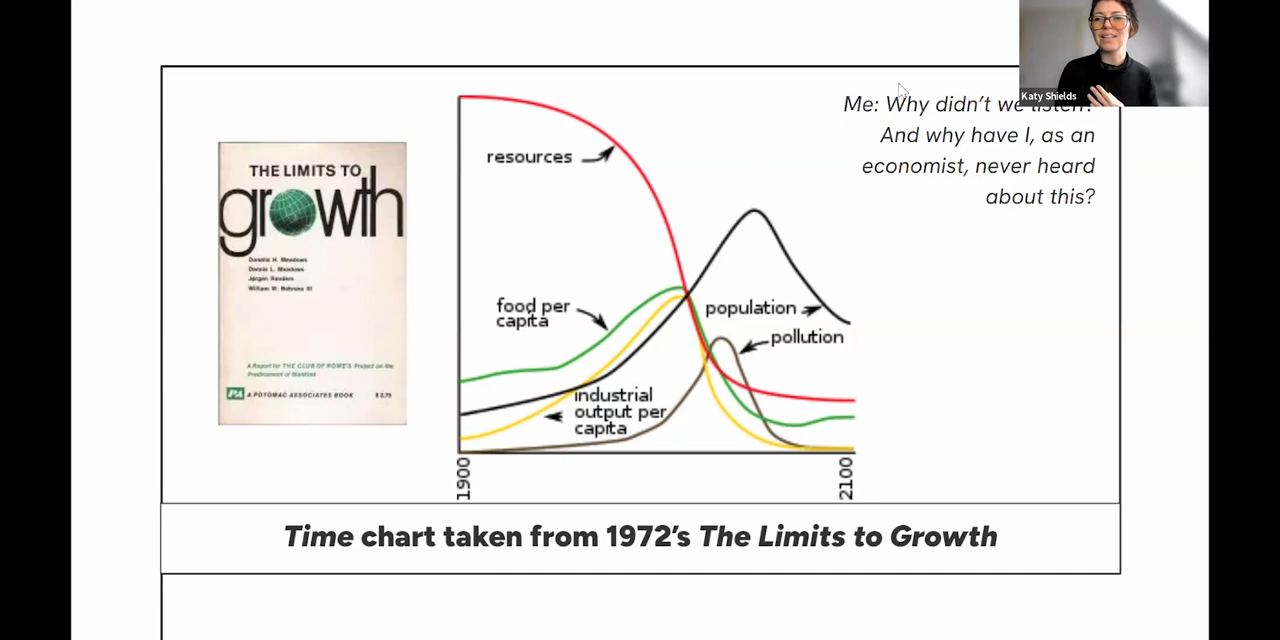 Katy Shields
Me: Why didn't we listen?
And why have I, as an
economist, never heard
about this?
THE LIMITS TO
growth
Donella H. Meadows
Dennis L. Meadows
Jørgen Randers
William W. Behrens III
A Report for THE CLUB OF ROME'S Project on the
Predicament of Mankind
PA A POTOMAC ASSOCIATES BOOK $2.75
resources
food per
capita
population
pollution
industrial
output per
capita
1900
2100
Time chart taken from 1972's The Limits to Growth